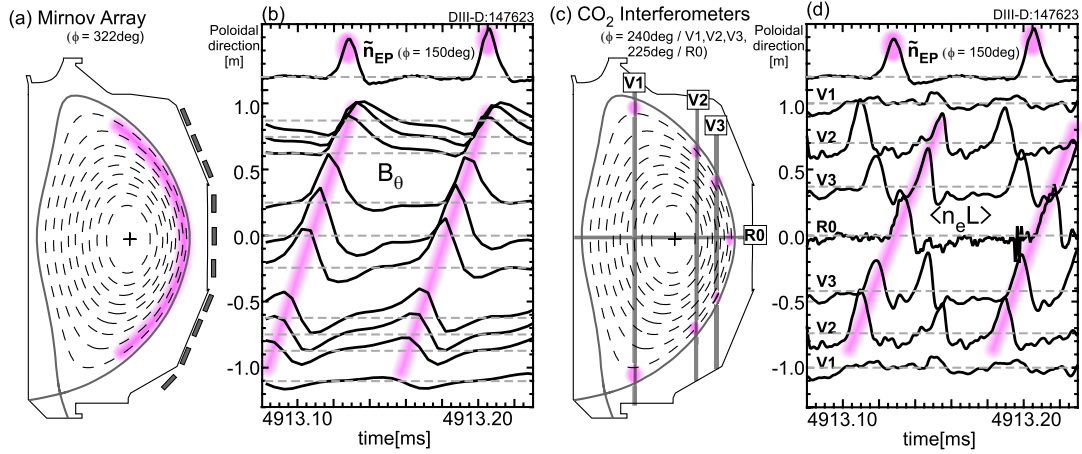 (a) Mirnov Array
(ϕ = 322deg)
(b)
DIII-D:147623
Poloidal
direction
[m]
ñEP (ϕ = 150deg)
1.0
0.5
0.0
-0.5
-1.0
Bθ
4913.10
4913.20
time[ms]
(c) CO2 Interferometers
(ϕ = 240deg / V1,V2,V3,
225deg / R0)
V1
V2
V3
R0
(d)
DIII-D:147623
Poloidal
direction
[m]
ñEP (ϕ = 150deg)
1.0
0.5
0.0
-0.5
-1.0
V1
V2
V3
R0
V3
V2
V1
<neL>
4913.10
4913.20
time[ms]